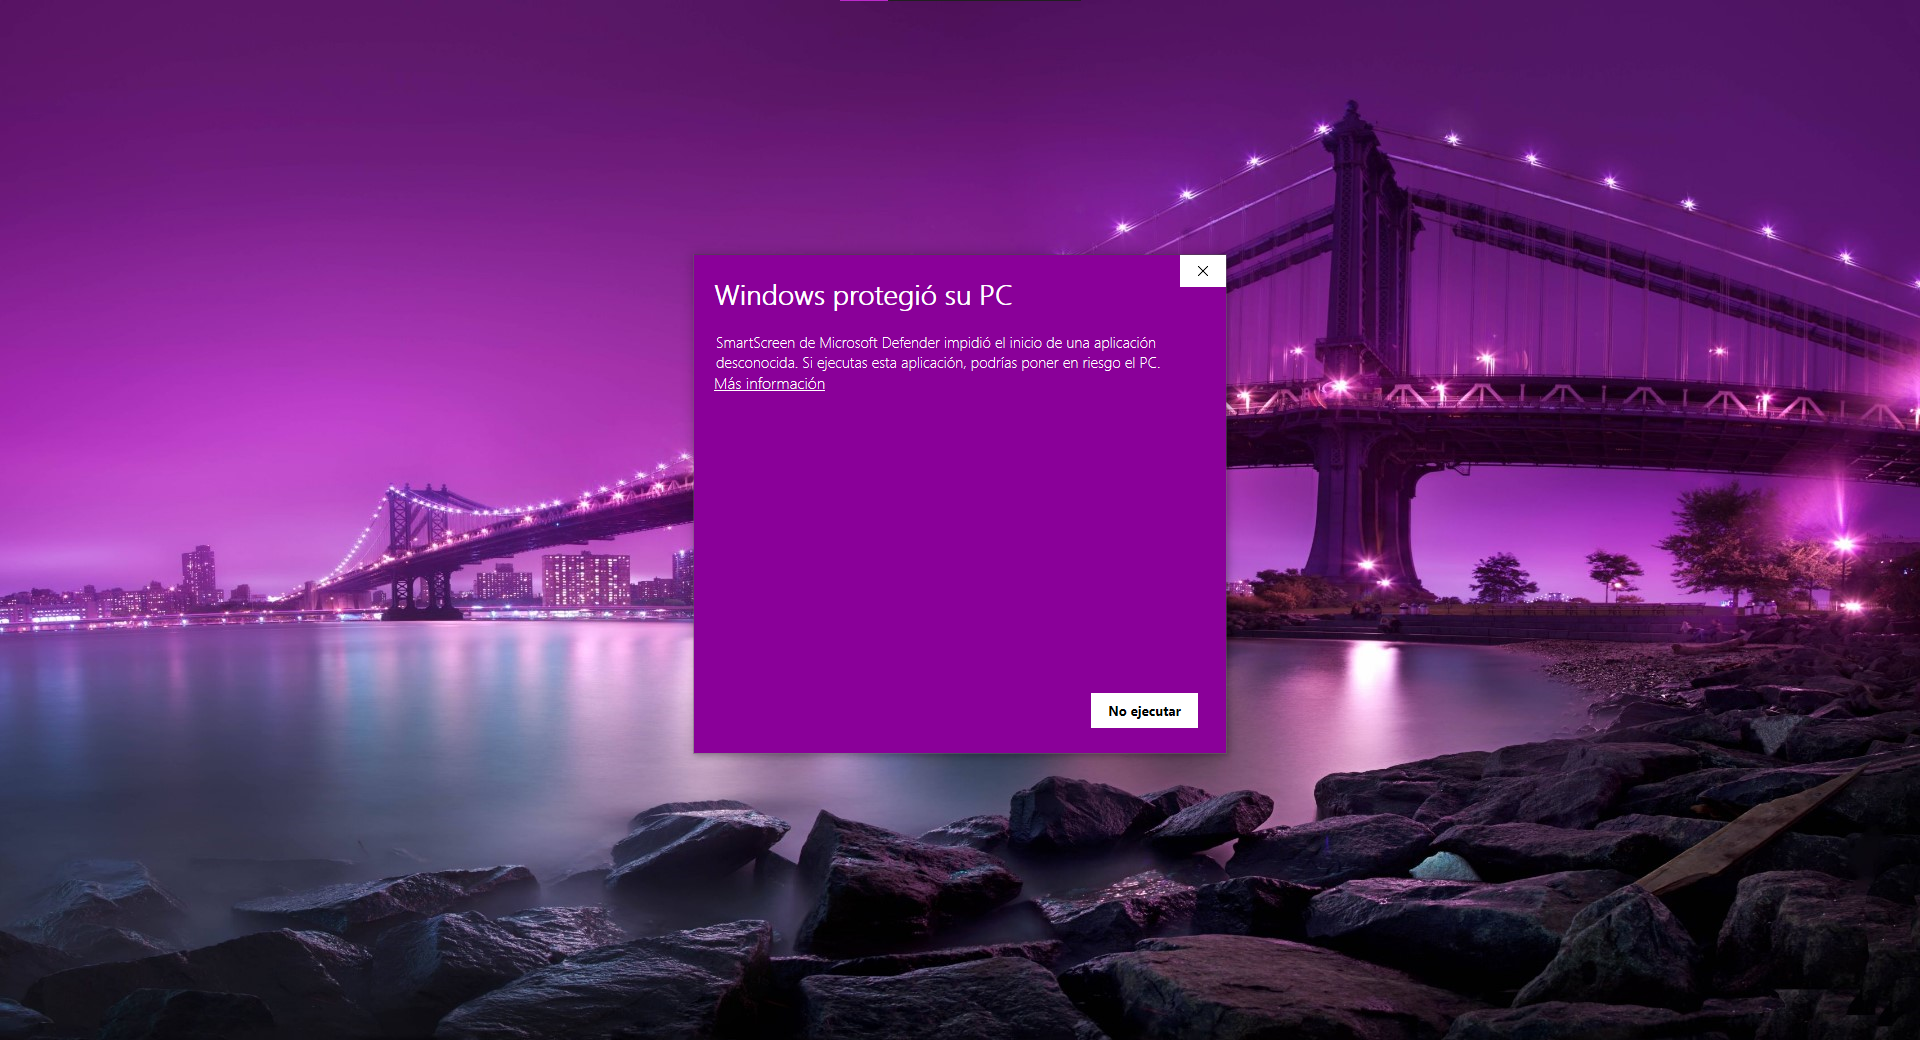 Windows protegió su PC
SmartScreen de Microsoft Defender impidió el inicio de una aplicación
desconocida. Si ejecutas esta aplicación, podrías poner en riesgo el PC.
Más información
No ejecutar